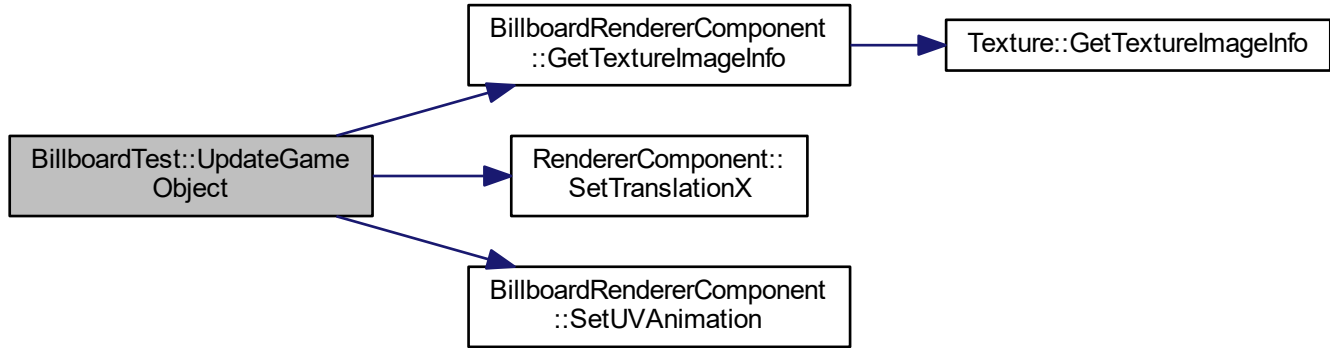 BillboardTest::UpdateGame
Object
BillboardRendererComponent
::GetTextureImageInfo
Texture::GetTextureImageInfo
RendererComponent::
SetTranslationX
BillboardRendererComponent
::SetUVAnimation